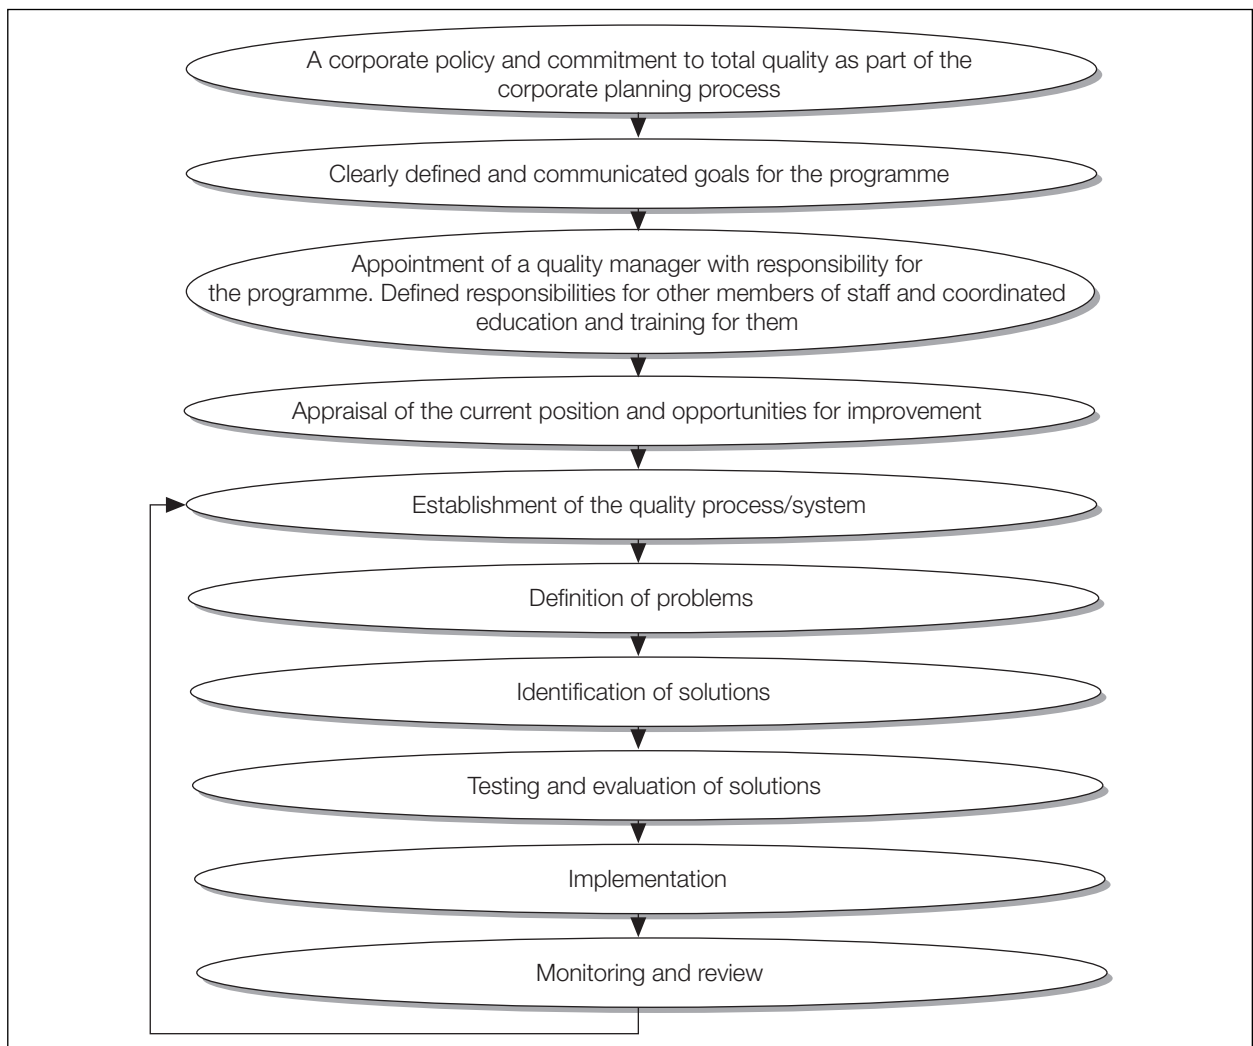 A corporate policy and commitment to total quality as part of the
corporate planning process
Clearly defined and communicated goals for the programme
Appointment of a quality manager with responsibility for
the programme. Defined responsibilities for other members of staff and coordinated
education and training for them
Appraisal of the current position and opportunities for improvement
Establishment of the quality process/system
Definition of problems
Identification of solutions
Testing and evaluation of solutions
Implementation
Monitoring and review